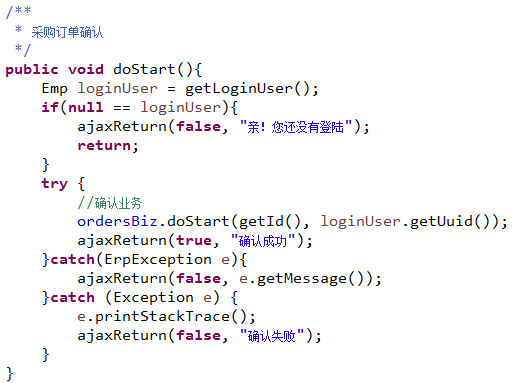 /**
 * 采购订单确认
 */
public void doStart(){
    Emp loginUser = getLoginUser();
    if(null == loginUser){
        ajaxReturn(false, "亲！您还没有登陆");
        return;
    }
    try {
        //确认业务
        ordersBiz.doStart(getId(), loginUser.getUuid());
        ajaxReturn(true, "确认成功");
    }catch(ErpException e){
        ajaxReturn(false, e.getMessage());
    }catch (Exception e) {
        e.printStackTrace();
        ajaxReturn(false, "确认失败");
    }
}